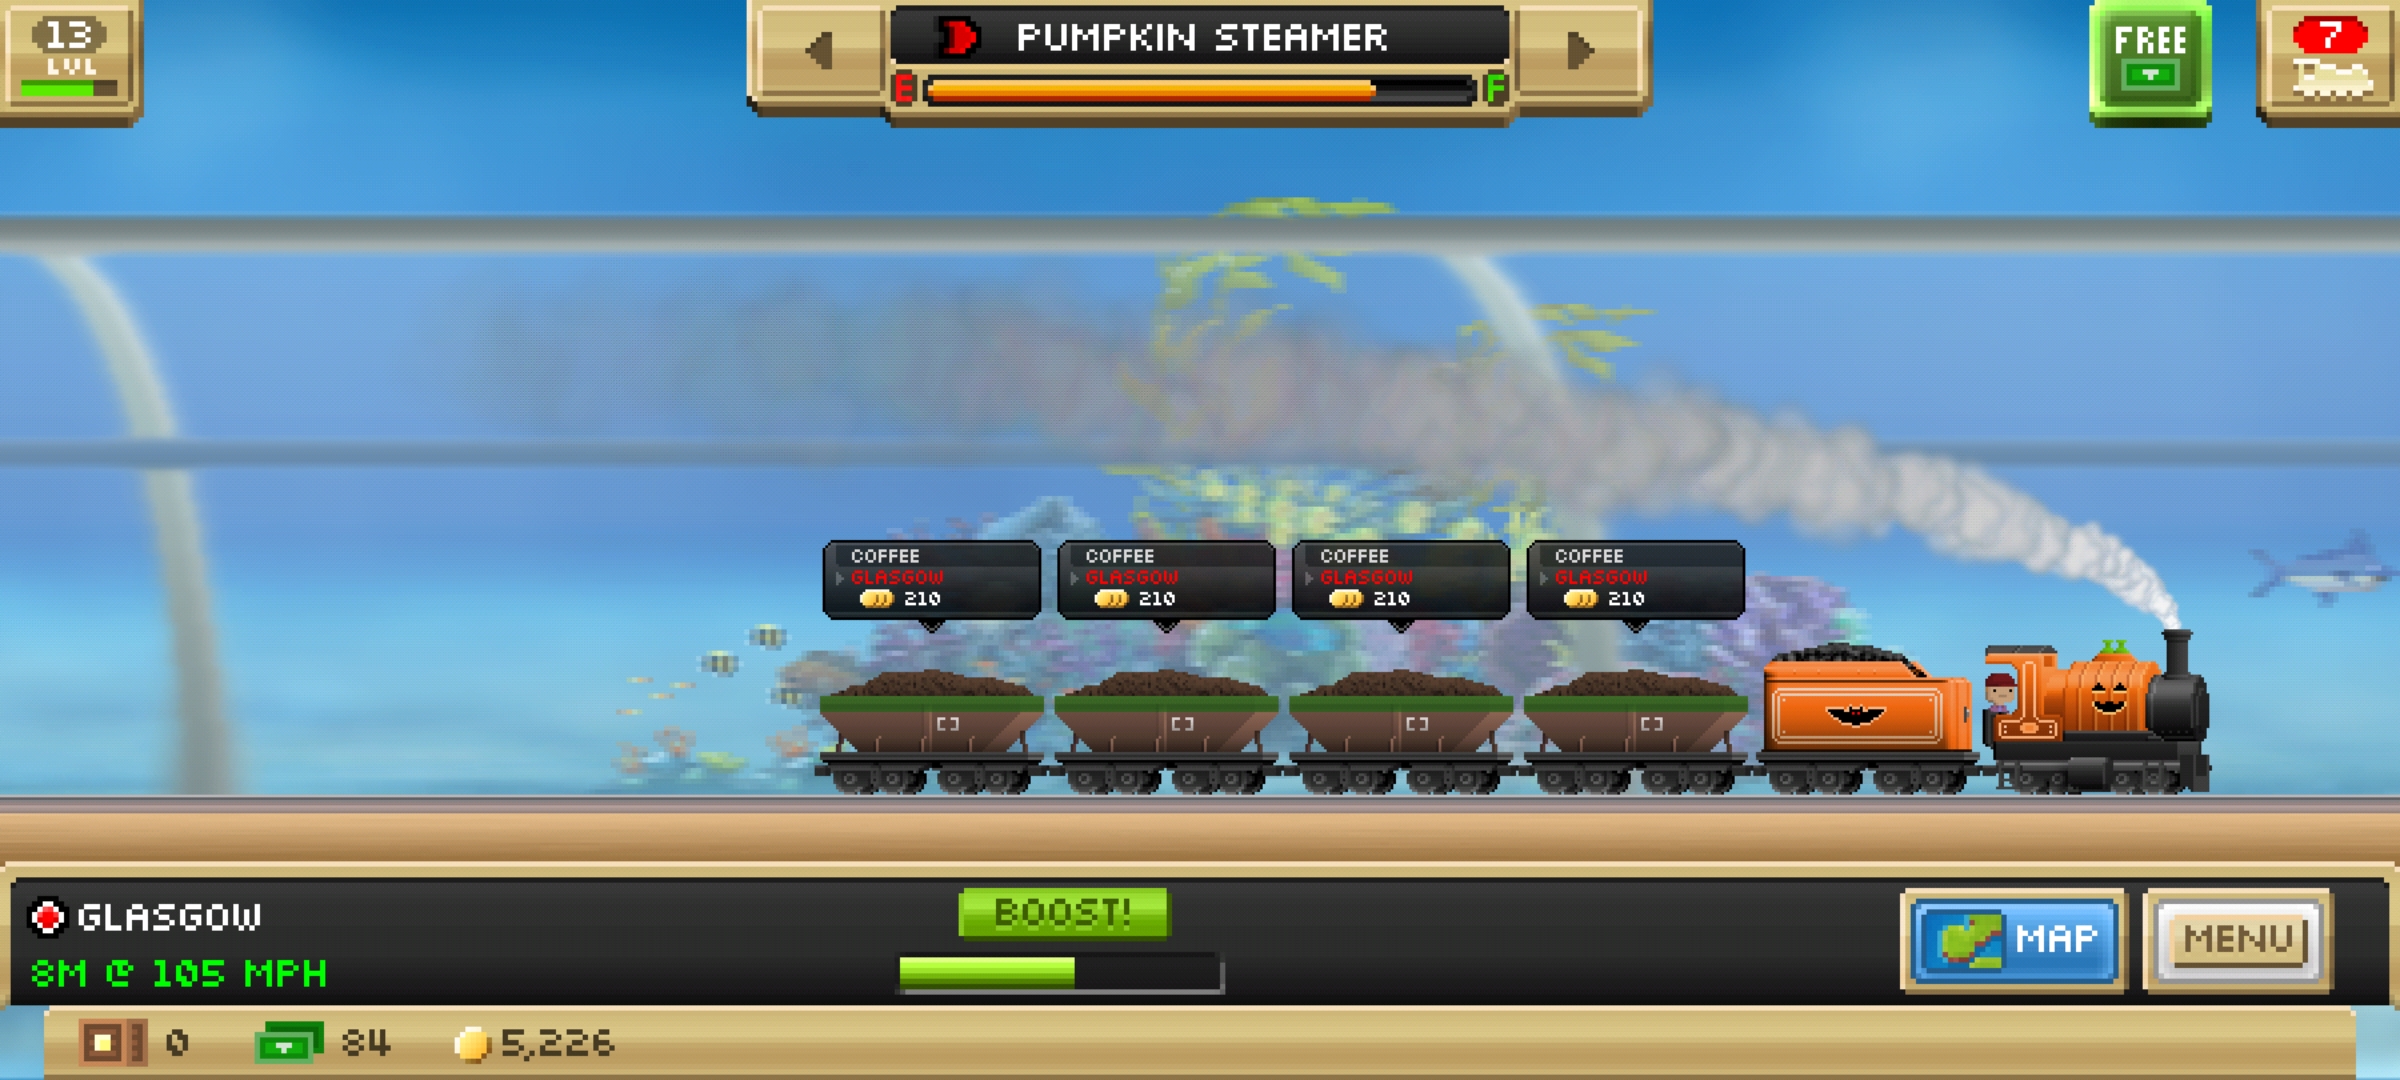 13
LVL
PUMPKIN STEAMER
E F
FREE
7
COFFEE
GLASGOW
210
COFFEE
GLASGOW
210
COFFEE
GLASGOW
210
COFFEE
GLASGOW
210
GLASGOW
8M @ 105 MPH
BOOST!
MAP
MENU
0
84
5,226